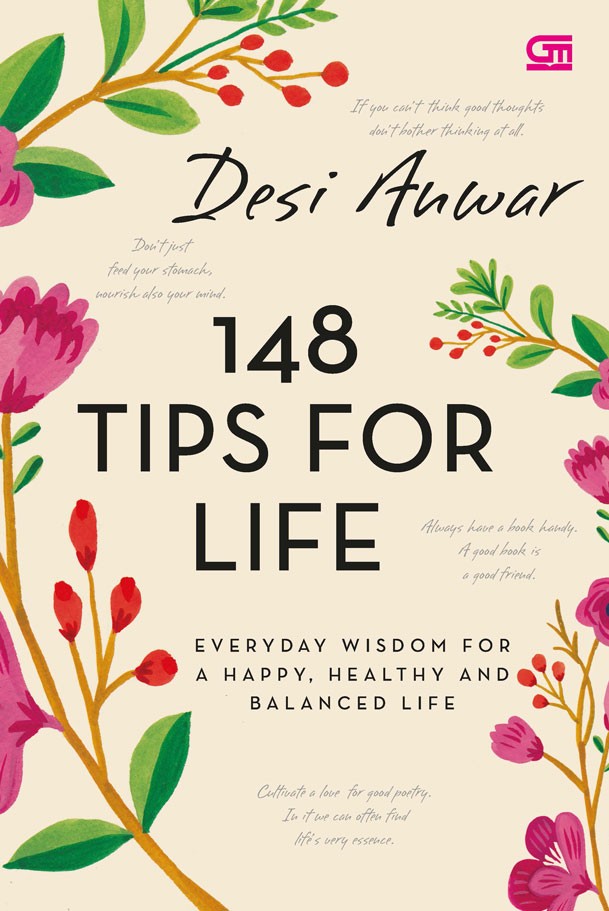 GM
If you can't think good thoughts
don't bother thinking at all.
Desi Anwar
Don't just
feed your stomach,
nourish also your mind.
148
TIPS FOR
LIFE
Always have a book handy.
A good book is
a good friend.
EVERYDAY WISDOM FOR
A HAPPY, HEALTHY AND
BALANCED LIFE
Cultivate a love for good poetry.
In it we can often find
life's very essence.